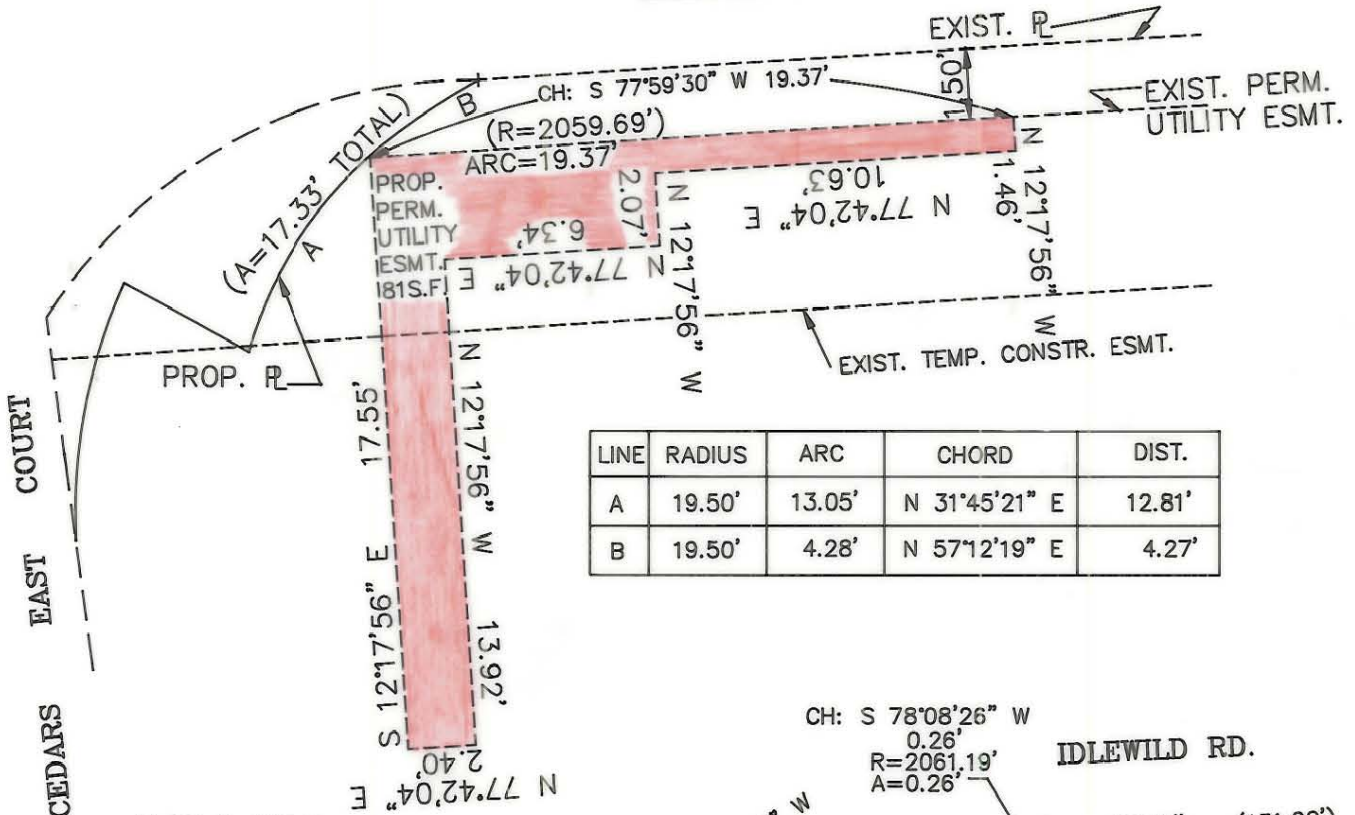 EXIST. PL
1.50'
CH: S 77°59'30" W 19.37'
EXIST. PERM.
UTILITY ESMT.
B
(R=2059.69')
ARC=19.37'
(A=17.33' TOTAL)
A
PROP.
PERM.
UTILITY
ESMT.
81S.F.
2.07'
N 12°17'56" W
6.34'
N 77°42'04" E
10.63'
N 77°42'04" E
1.46'
N 12°17'56" W
PROP. PL
EXIST. TEMP. CONSTR. ESMT.
17.55'
S 12°17'56" E
N 12°17'56" W
13.92'
2.40'
N 77°42'04" E
CEDARS EAST COURT
LINE RADIUS ARC CHORD DIST.
A 19.50' 13.05' N 31°45'21" E 12.81'
B 19.50' 4.28' N 57°12'19" E 4.27'
CH: S 78°08'26" W
0.26'
R=2061.19'
A=0.26'
IDLEWILD RD.
" W